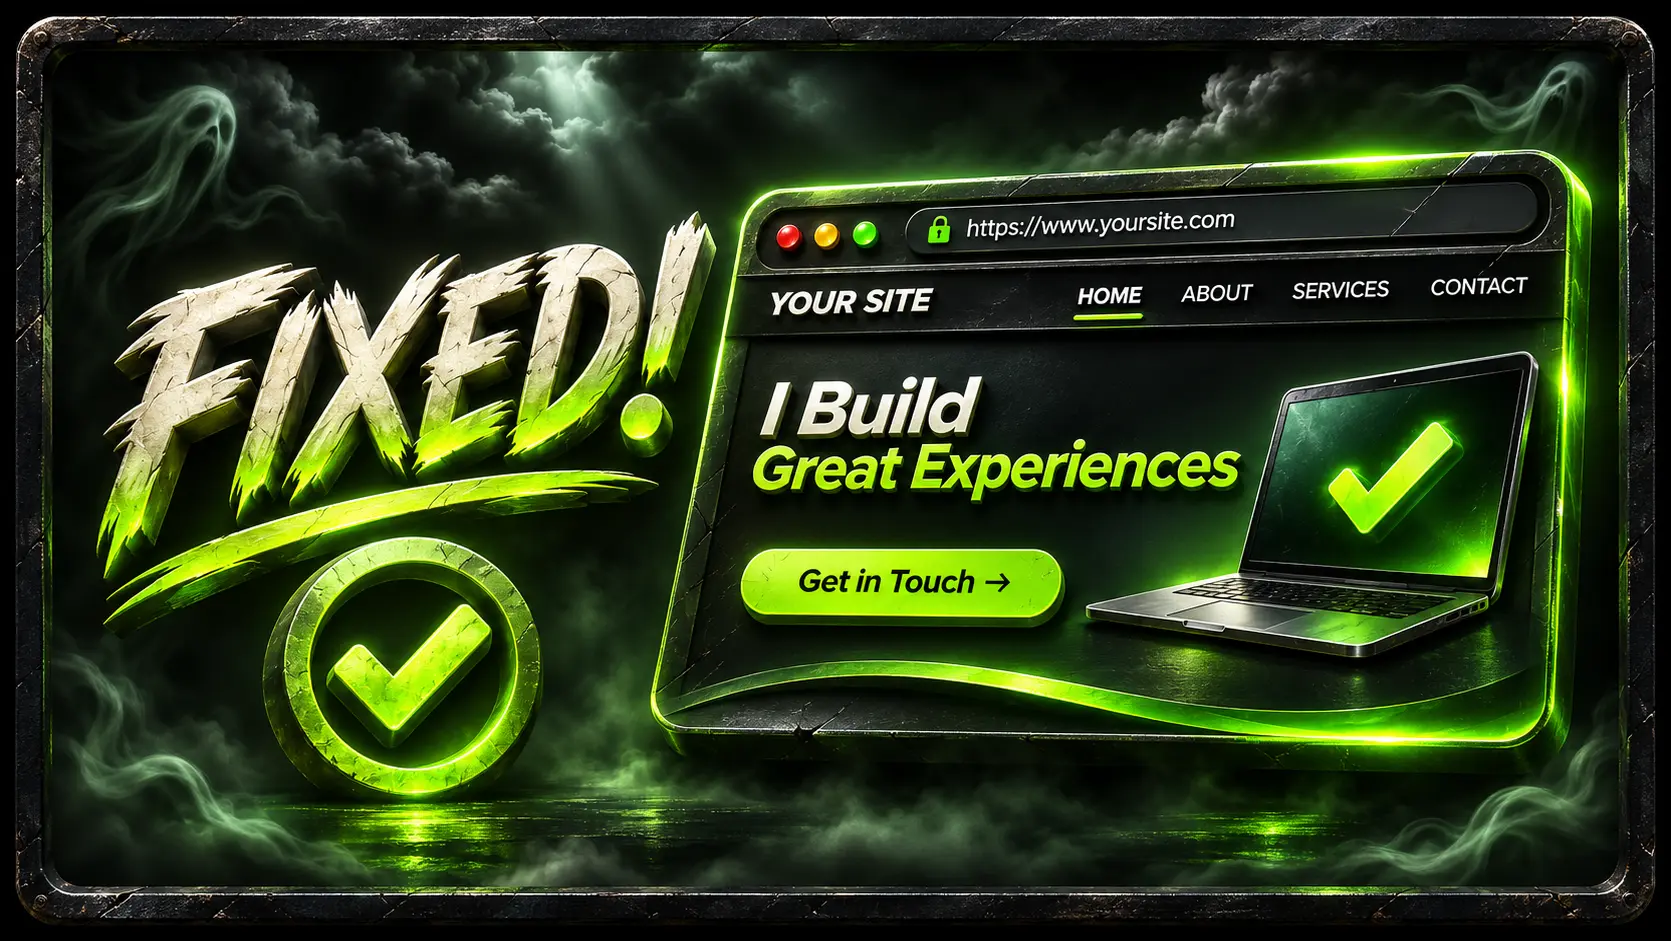 FIXED!
https://www.yoursite.com
YOUR SITE
HOME ABOUT SERVICES CONTACT
I Build
Great Experiences
Get in Touch →